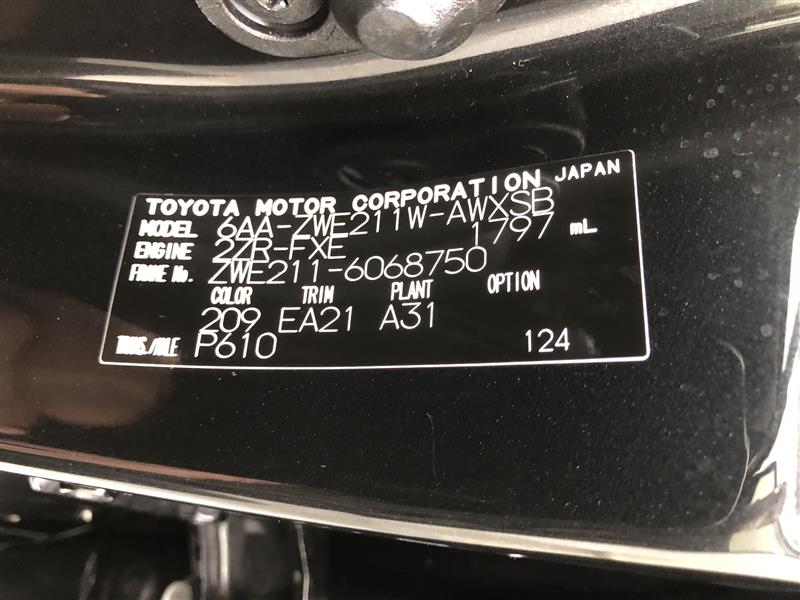 TOYOTA MOTOR CORPORATION JAPAN
MODEL 6AA-ZWE211W-AWXSB
ENGINE 2ZR-FXE 1797 mL
FRAME No. ZWE211-6068750
COLOR TRIM PLANT OPTION
209 EA21 A31
TRANS./AXLE P610 124